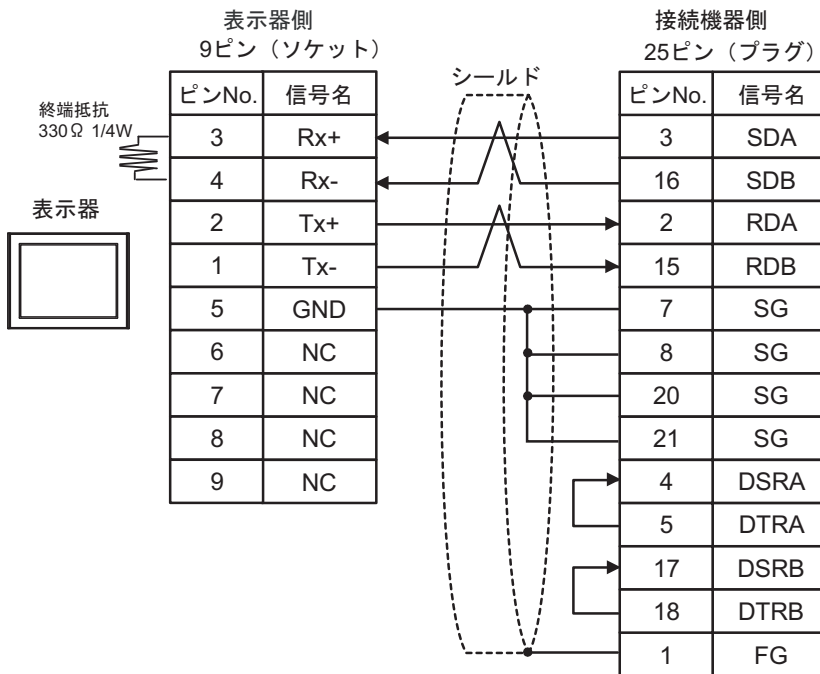 表示器側
9ピン（ソケット）
接続機器側
25ピン（プラグ）
シールド
終端抵抗
330Ω 1/4W
表示器
ピンNo. 信号名
3 Rx+
4 Rx-
2 Tx+
1 Tx-
5 GND
6 NC
7 NC
8 NC
9 NC
ピンNo. 信号名
3 SDA
16 SDB
2 RDA
15 RDB
7 SG
8 SG
20 SG
21 SG
4 DSRA
5 DTRA
17 DSRB
18 DTRB
1 FG